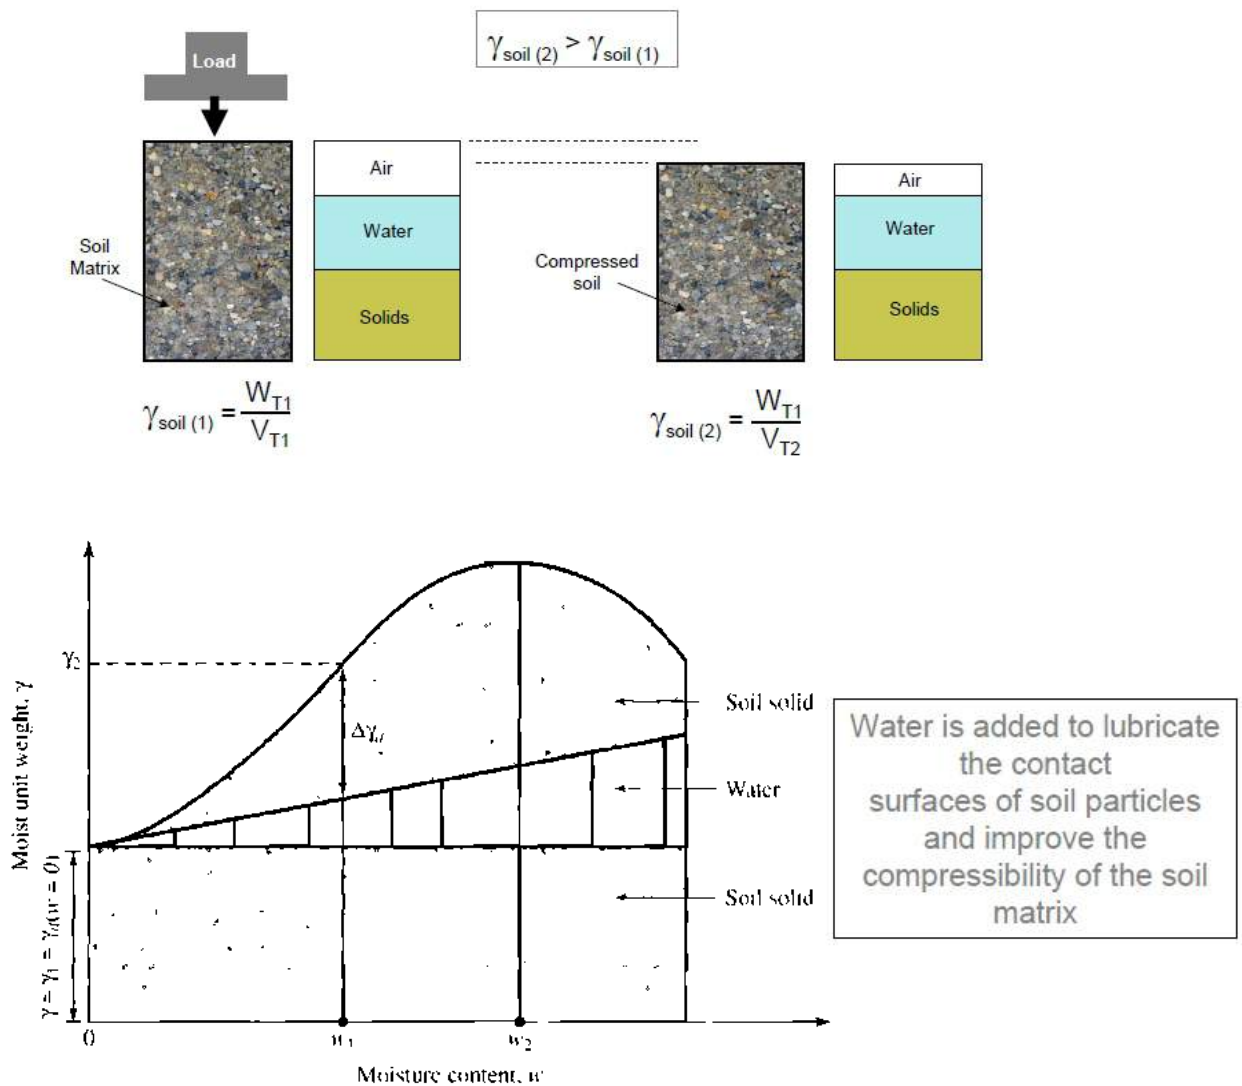 γsoil (2) > γsoil (1)
Load
Air
Water
Solids
Soil
Matrix
Air
Water
Solids
Compressed
soil
γsoil (1) = WT1 / VT1
γsoil (2) = WT1 / VT2
Moist unit weight, γ
γ2
Δγd
Soil solid
Water
Soil solid
γ = γ1 = γd(w = 0)
0
w1
w2
Moisture content, w
Water is added to lubricate
the contact
surfaces of soil particles
and improve the
compressibility of the soil
matrix